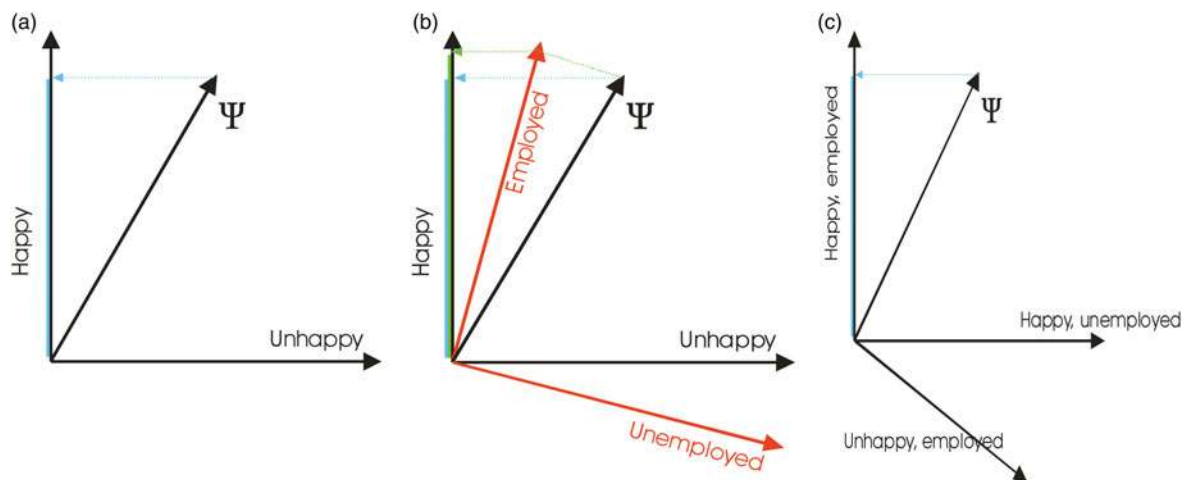 (a)
Happy
Ψ
Unhappy
(b)
Happy
Employed
Ψ
Unhappy
Unemployed
(c)
Happy, employed
Ψ
Happy, unemployed
Unhappy, employed